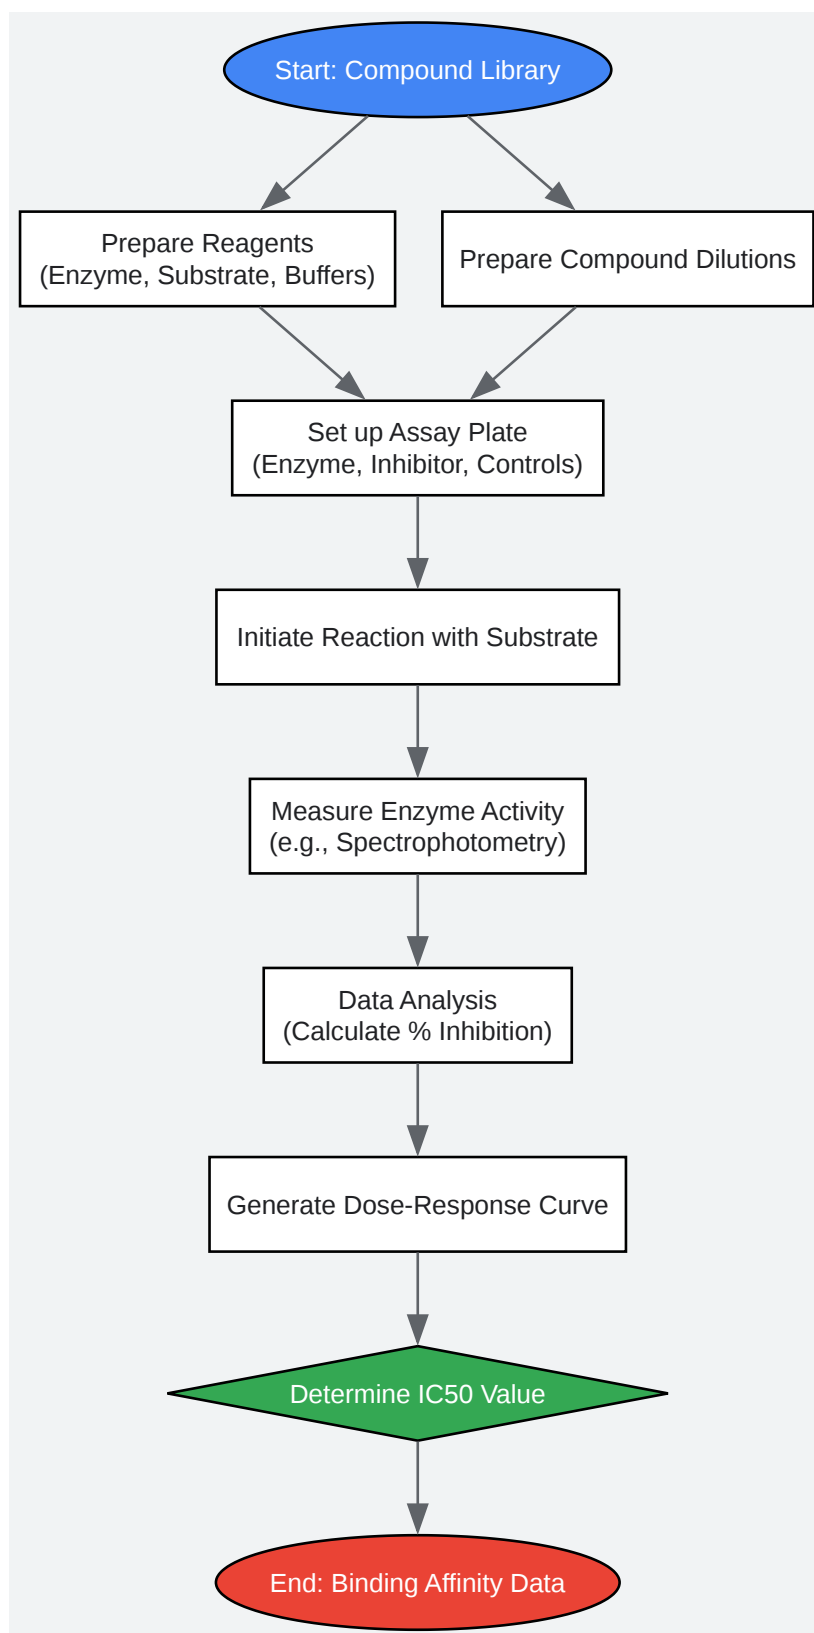 Start: Compound Library
Prepare Reagents
(Enzyme, Substrate, Buffers)
Prepare Compound Dilutions
Set up Assay Plate
(Enzyme, Inhibitor, Controls)
Initiate Reaction with Substrate
Measure Enzyme Activity
(e.g., Spectrophotometry)
Data Analysis
(Calculate % Inhibition)
Generate Dose-Response Curve
Determine IC50 Value
End: Binding Affinity Data